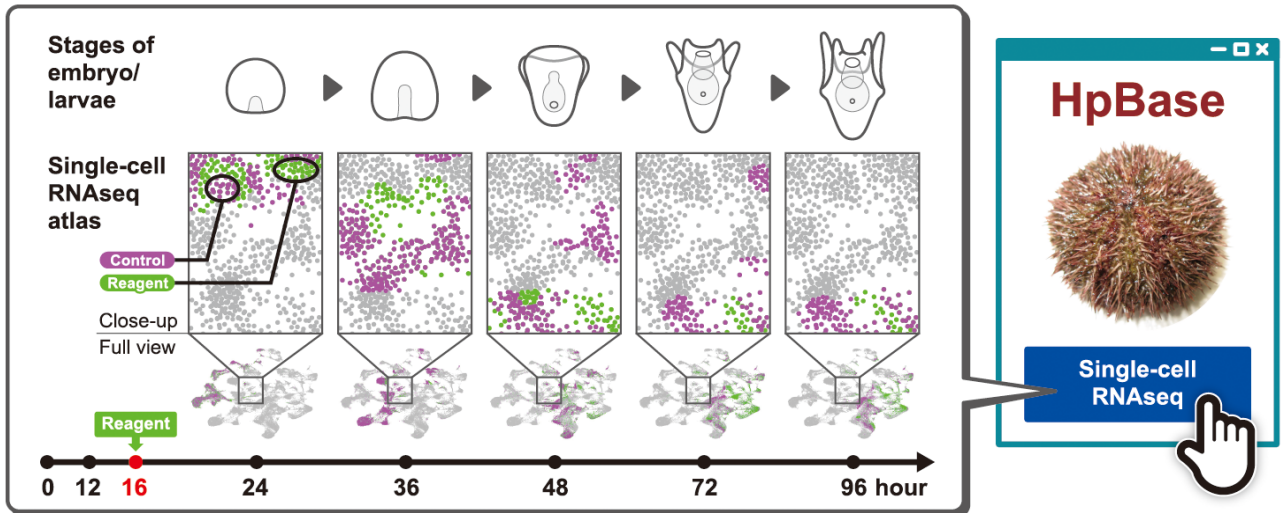 Stages of
embryo/
larvae
Single-cell
RNAseq
atlas
Control
Reagent
Close-up
Full view
Reagent
0 12 16 24 36 48 72 96 hour
HpBase
Single-cell
RNAseq